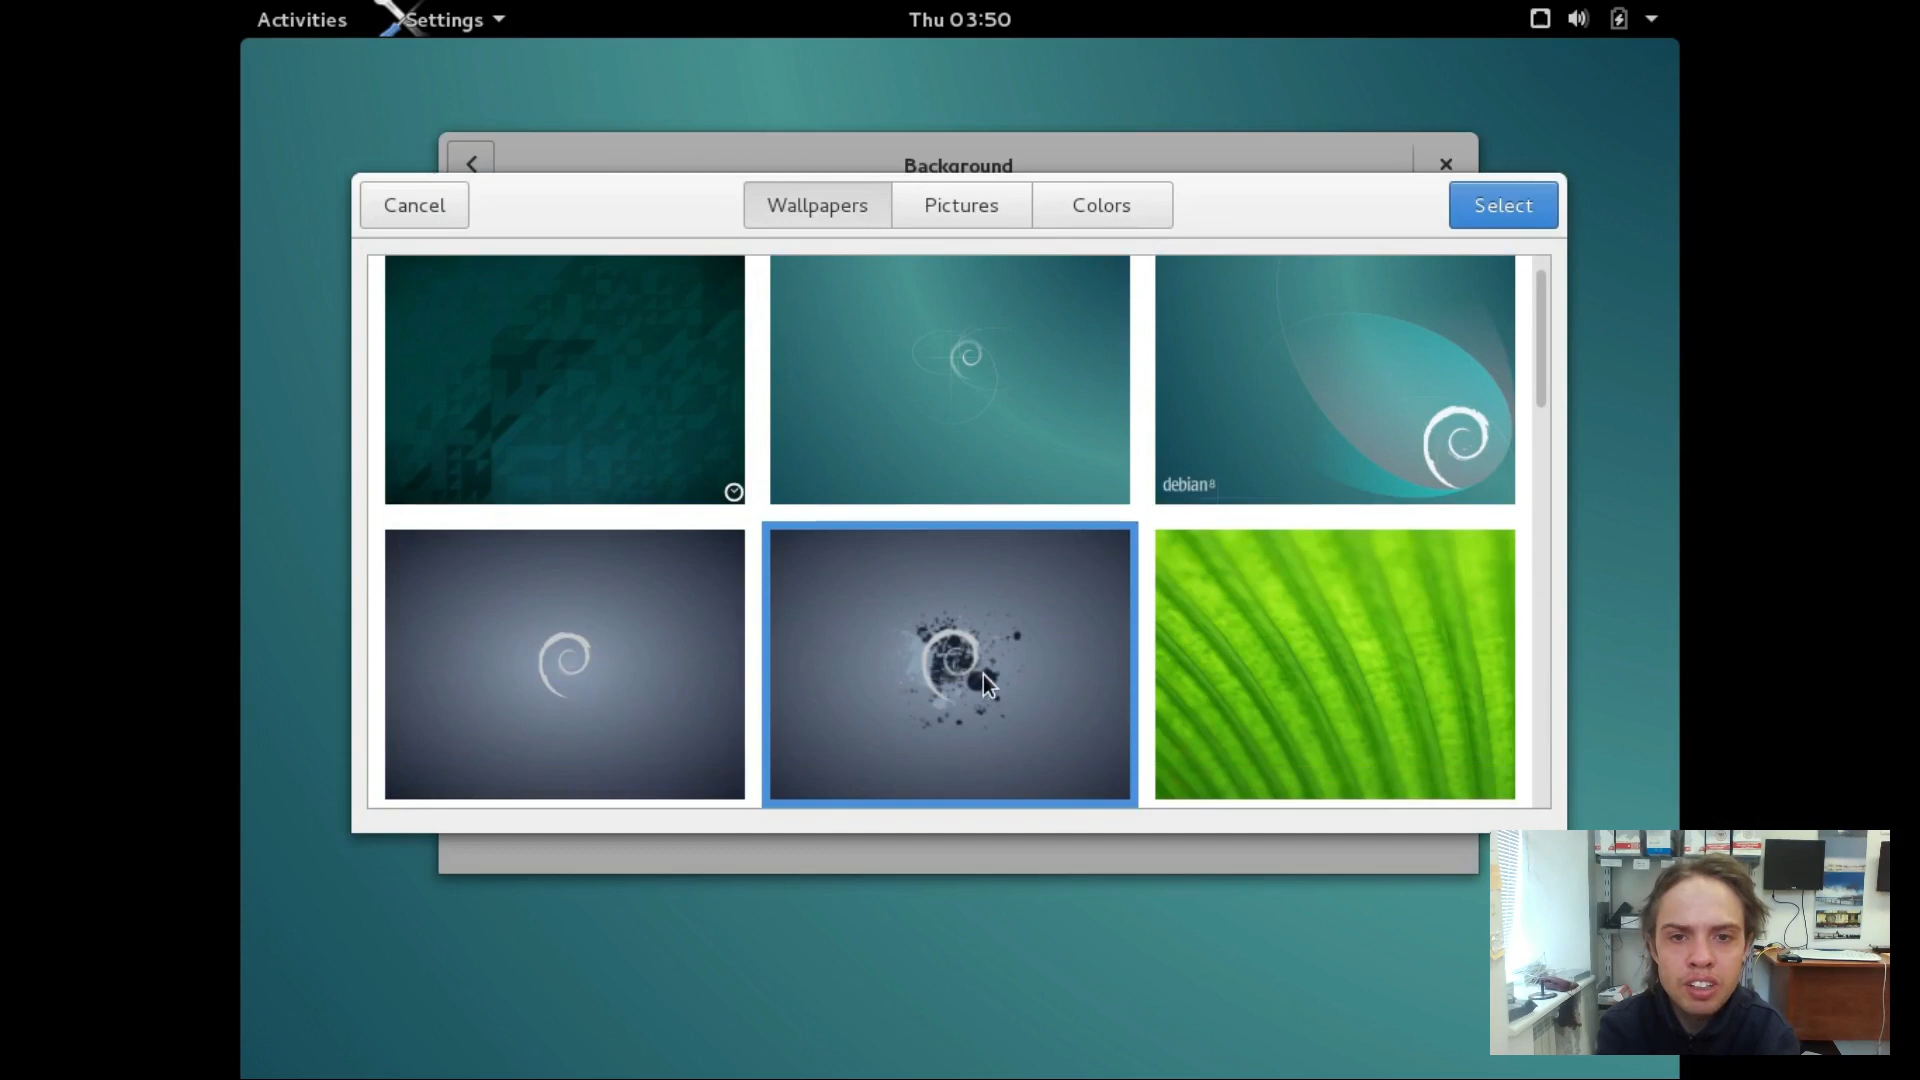 Activities
Settings
Thu 03:50
Background
Cancel
Wallpapers
Pictures
Colors
Select
debian8